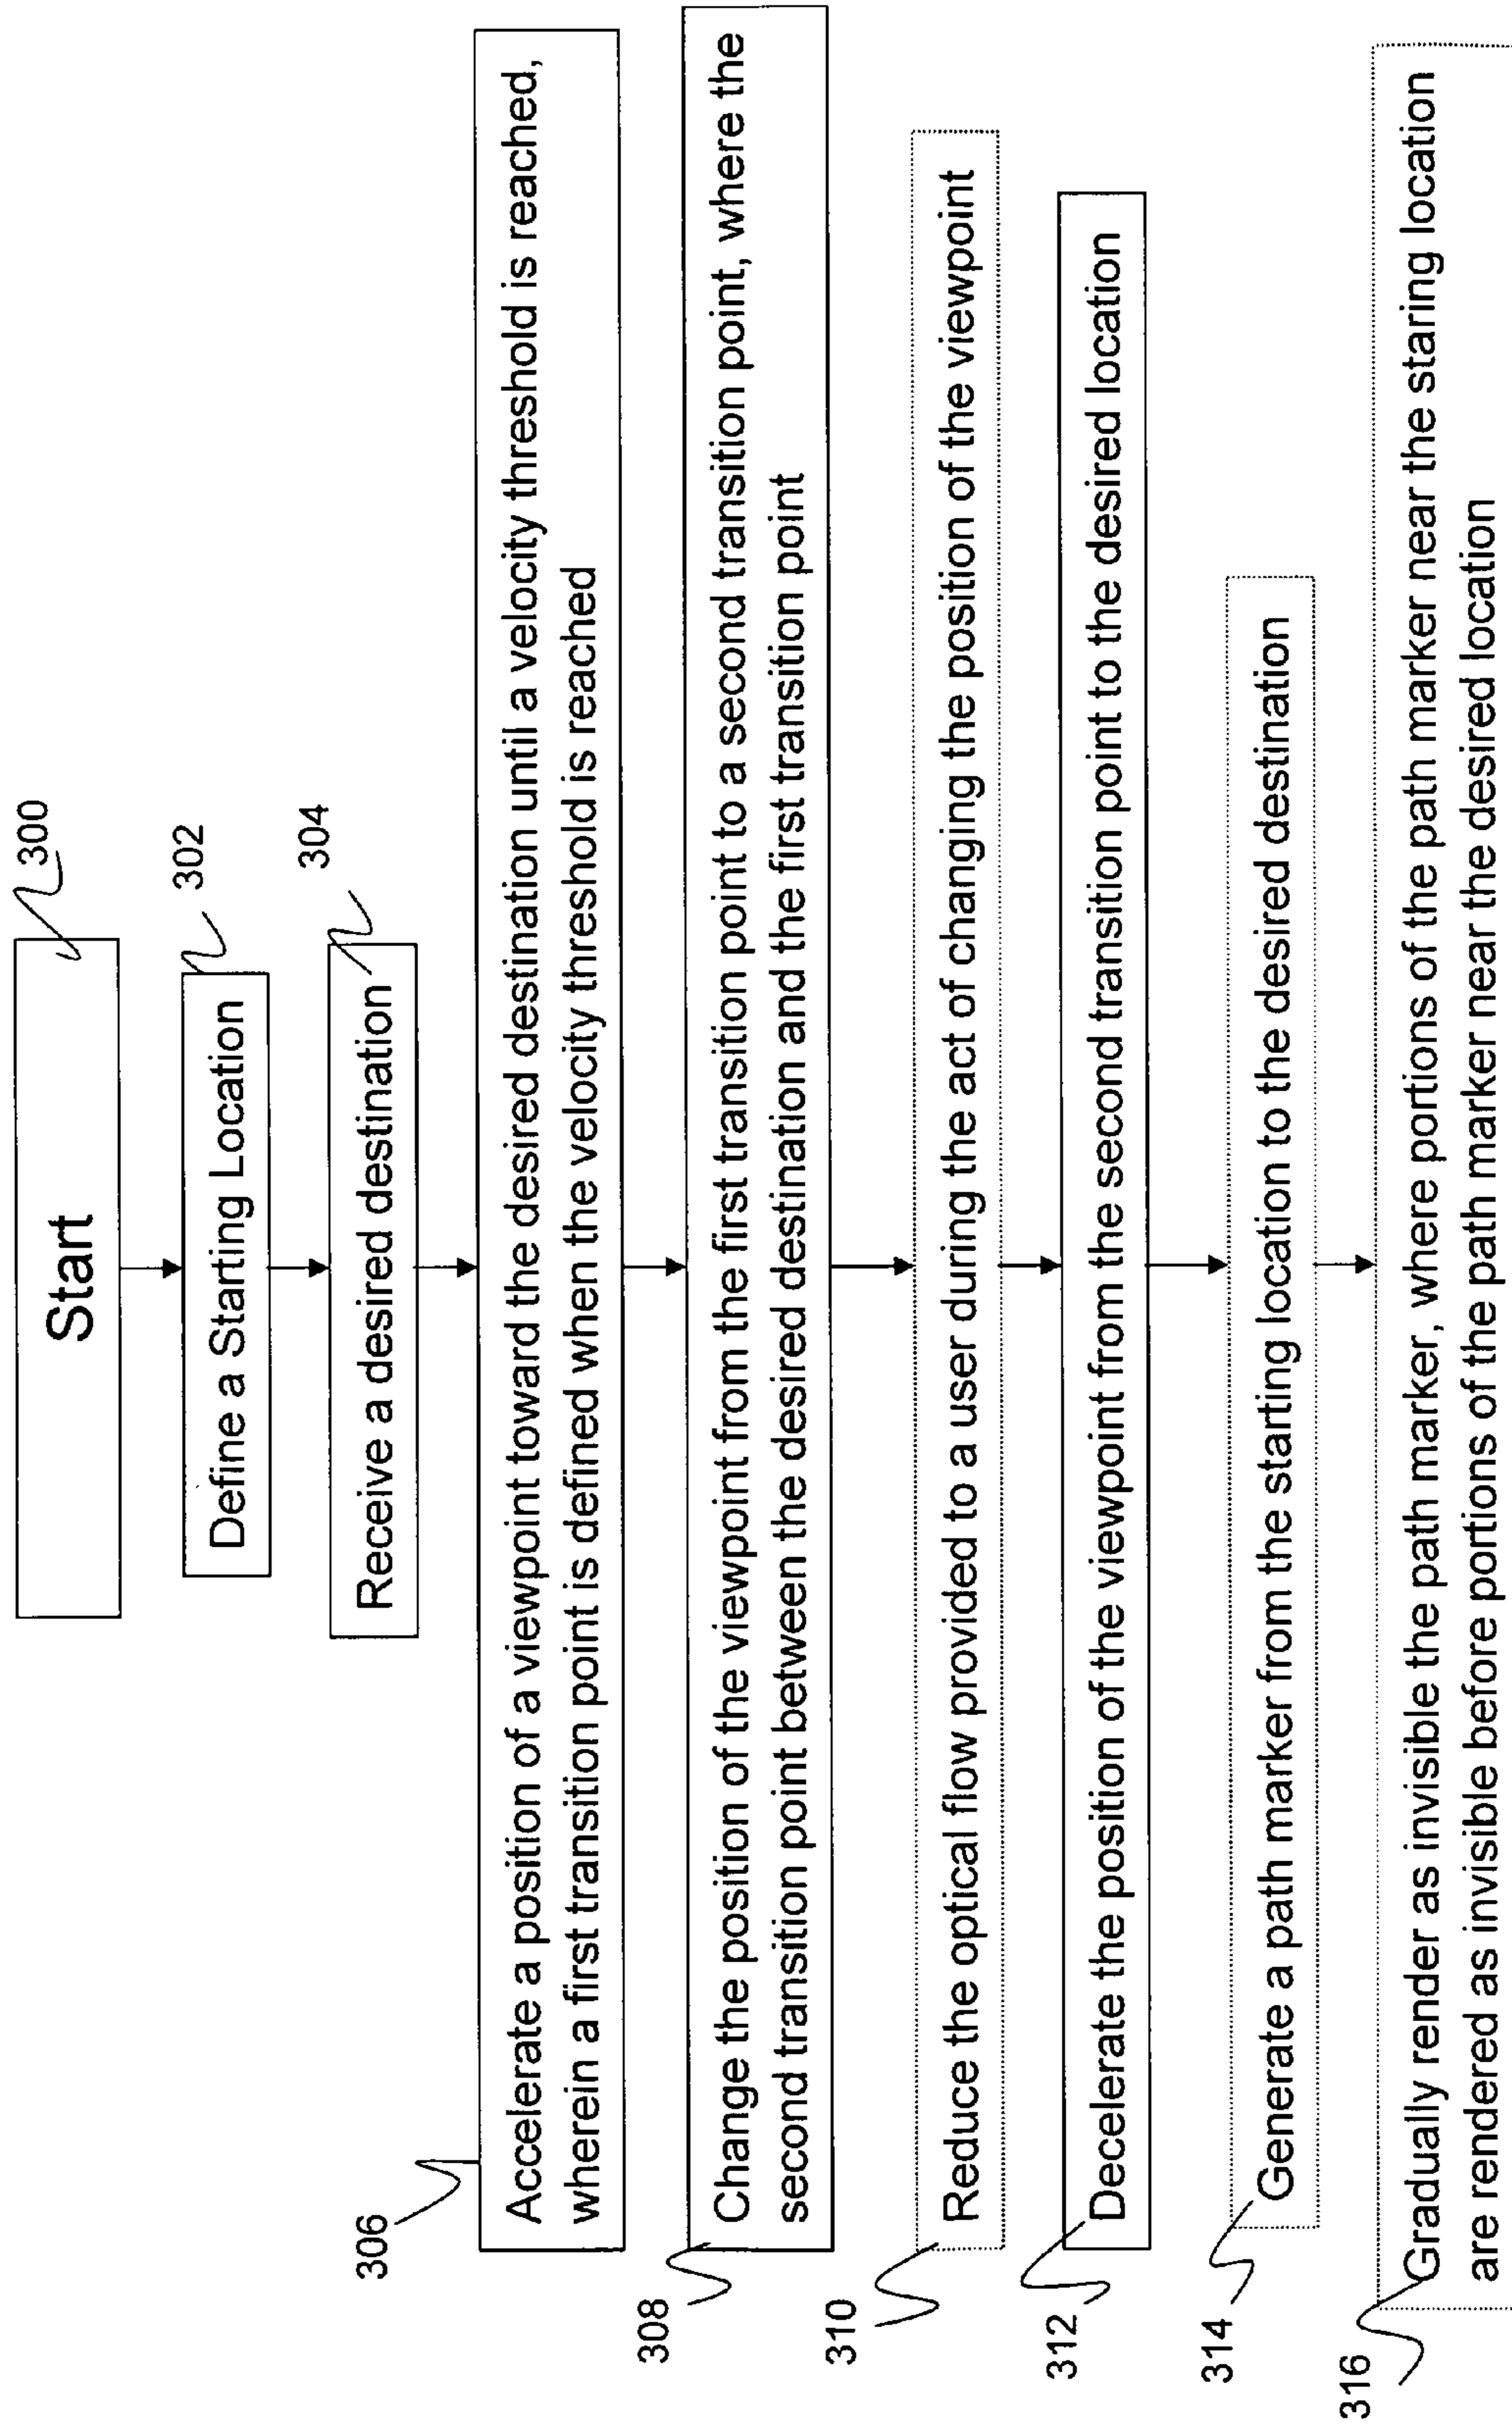 Start
300
Define a Starting Location
302
Receive a desired destination
304
306
Accelerate a position of a viewpoint toward the desired destination until a velocity threshold is reached,
wherein a first transition point is defined when the velocity threshold is reached
308
Change the position of the viewpoint from the first transition point to a second transition point, where the
second transition point between the desired destination and the first transition point
310
Reduce the optical flow provided to a user during the act of changing the position of the viewpoint
312
Decelerate the position of the viewpoint from the second transition point to the desired location
314
Generate a path marker from the starting location to the desired destination
316
Gradually render as invisible the path marker, where portions of the path marker near the staring location
are rendered as invisible before portions of the path marker near the desired location